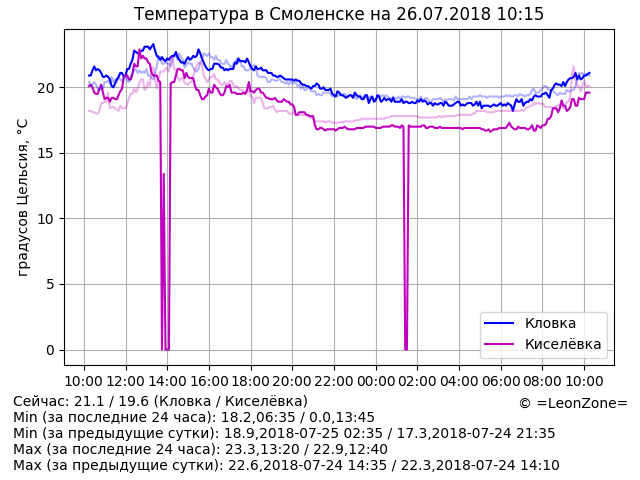 Температура в Смоленске на 26.07.2018 10:15
градусов Цельсия, °C
20
15
10
5
0
Кловка
Киселёвка
10:00 12:00 14:00 16:00 18:00 20:00 22:00 00:00 02:00 04:00 06:00 08:00 10:00
Сейчас: 21.1 / 19.6 (Кловка / Киселёвка)
© =LeonZone=
Min (за последние 24 часа): 18.2,06:35 / 0.0,13:45
Min (за предыдущие сутки): 18.9,2018-07-25 02:35 / 17.3,2018-07-24 21:35
Max (за последние 24 часа): 23.3,13:20 / 22.9,12:40
Max (за предыдущие сутки): 22.6,2018-07-24 14:35 / 22.3,2018-07-24 14:10